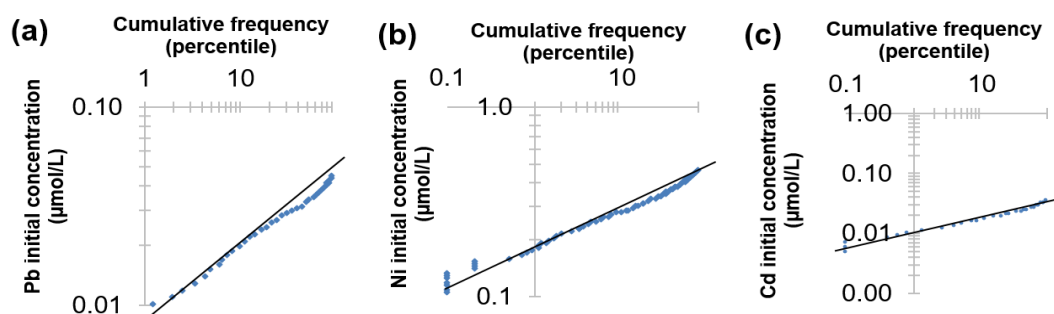 (a)
Cumulative frequency
(percentile)
1 10
0.10
0.01
Pb initial concentration
(µmol/L)
(b)
Cumulative frequency
(percentile)
0.1 10
1.0
0.1
Ni initial concentration
(µmol/L)
(c)
Cumulative frequency
(percentile)
0.1 10
1.00
0.10
0.01
0.00
Cd initial concentration
(µmol/L)